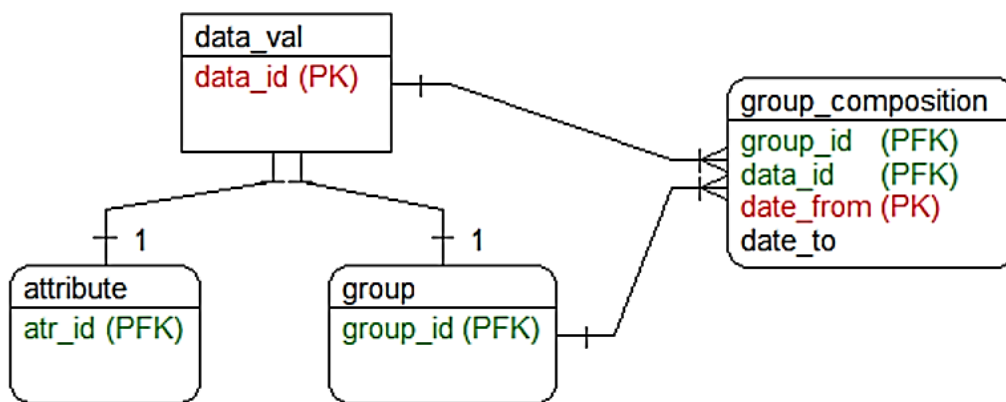 data_val
data_id (PK)
group_composition
group_id (PFK)
data_id (PFK)
date_from (PK)
date_to
1
1
attribute
atr_id (PFK)
group
group_id (PFK)